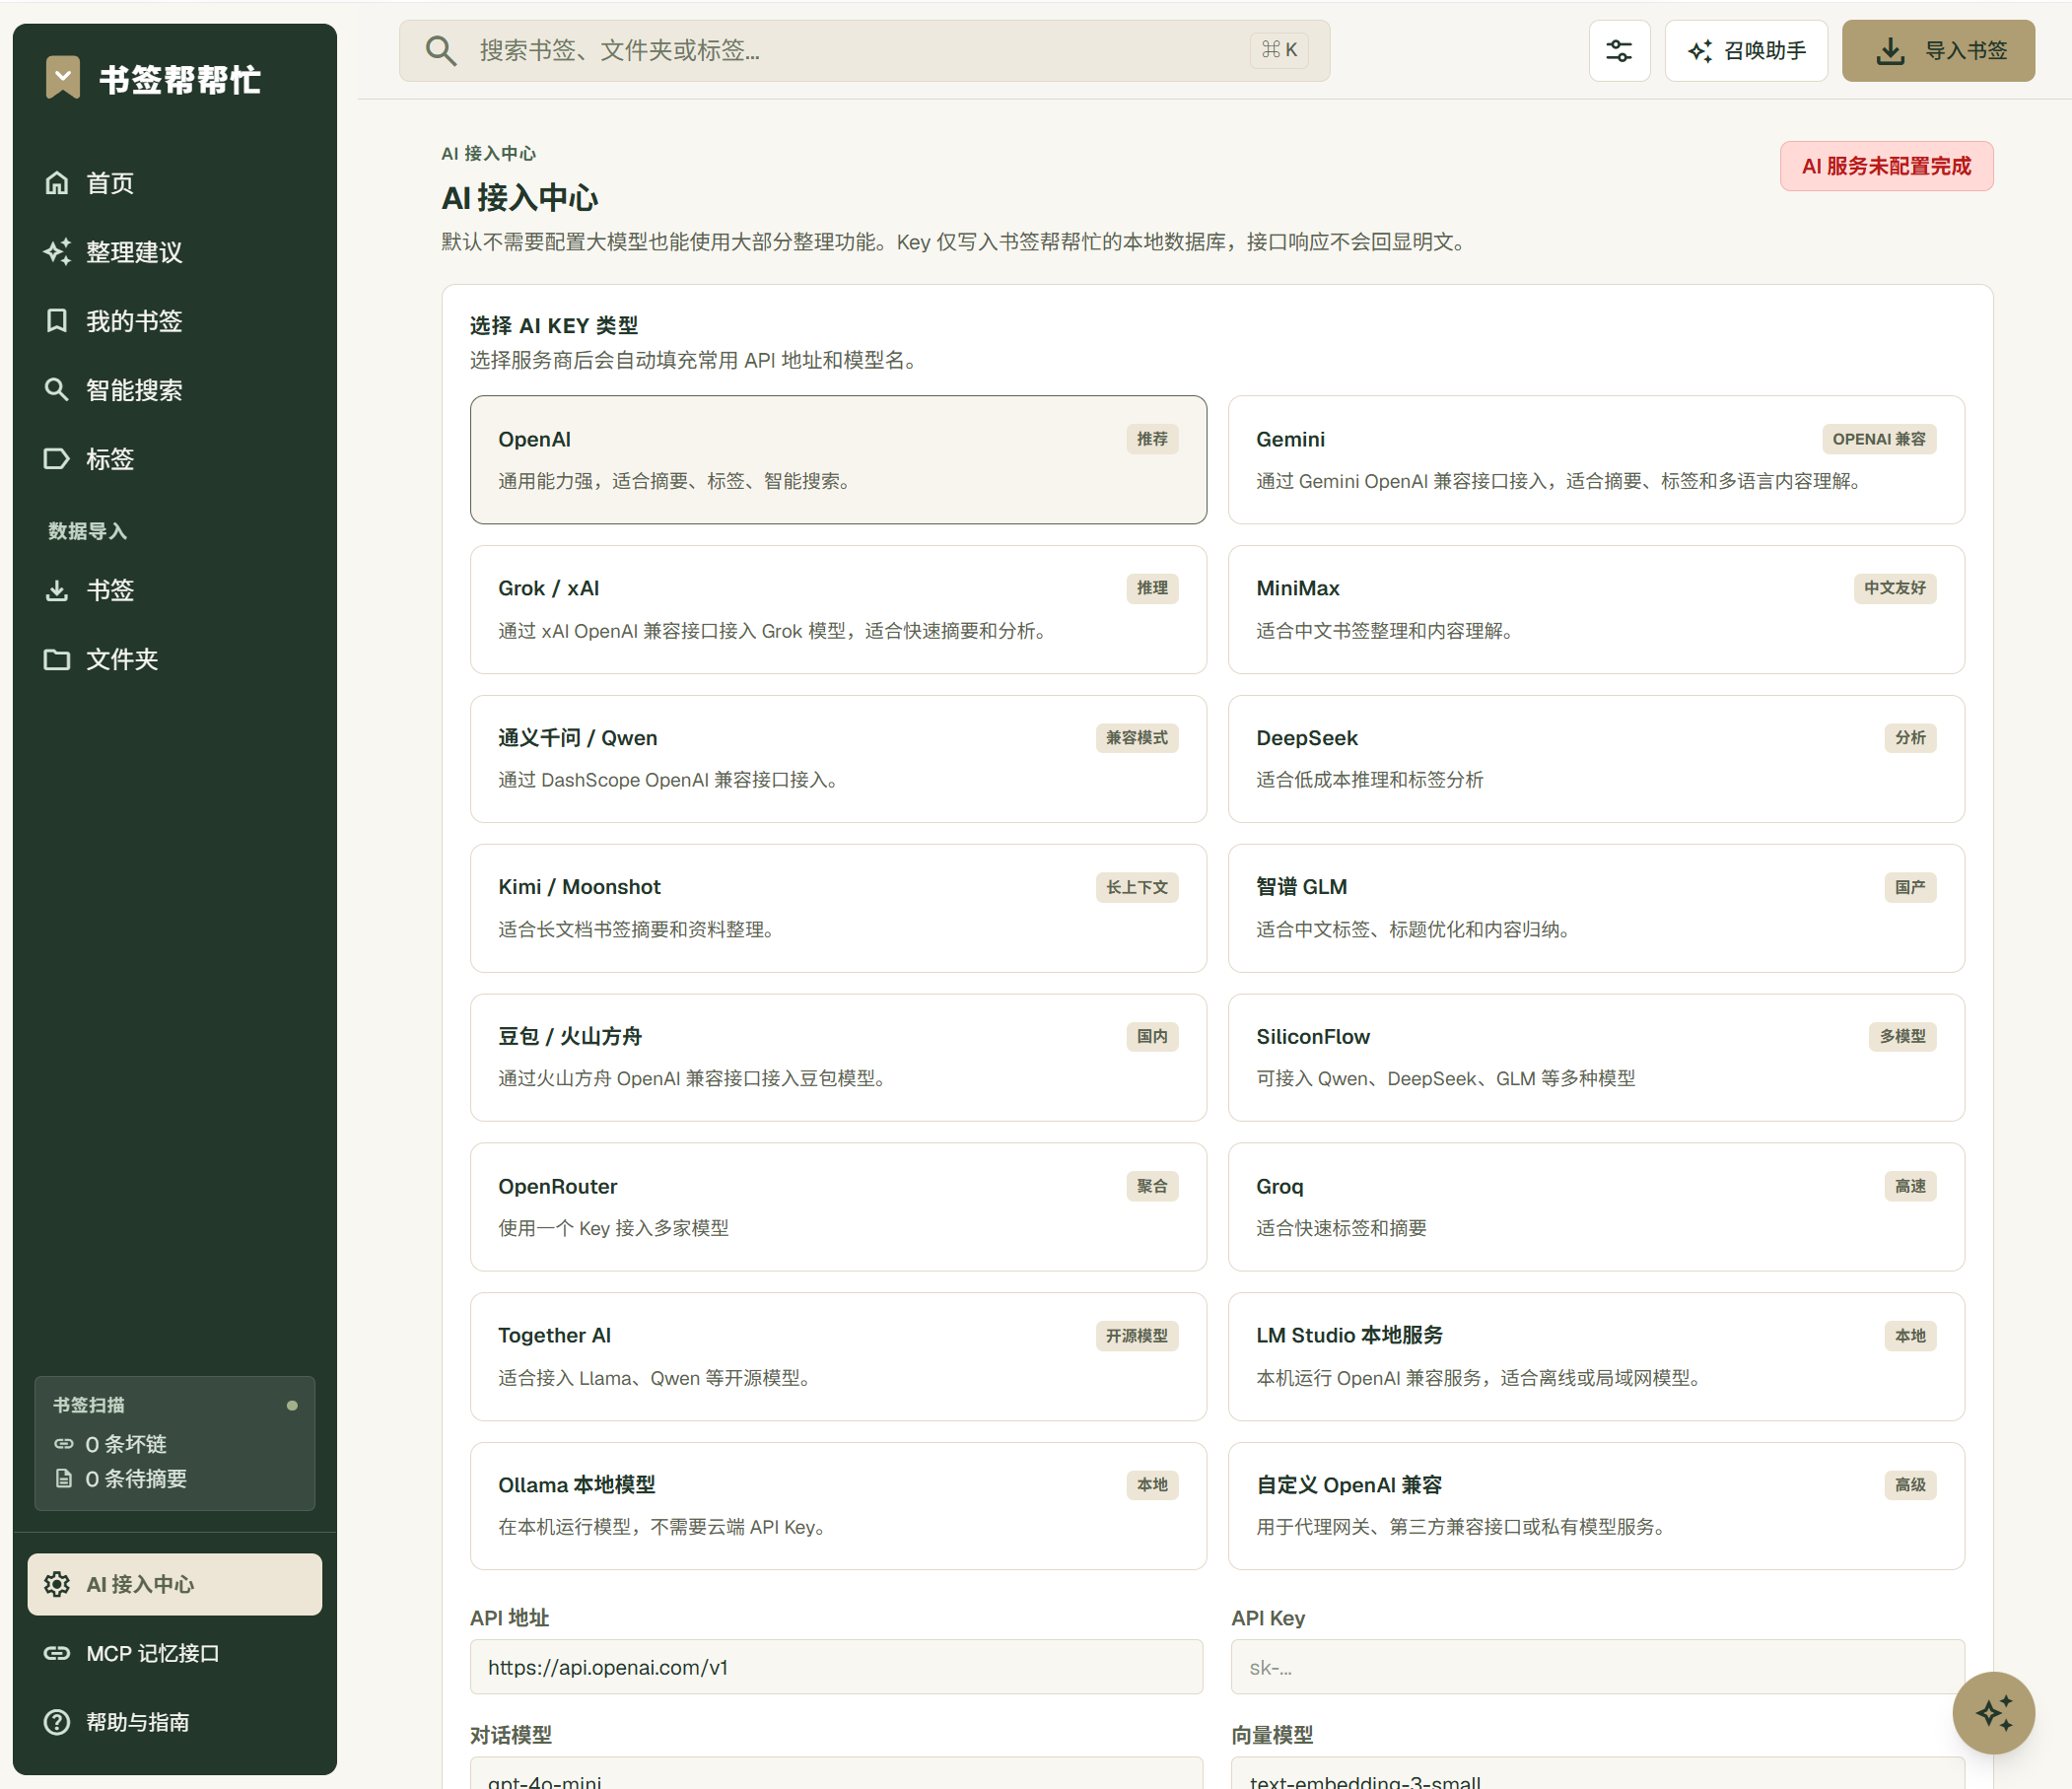 书签帮帮忙
首页
整理建议
我的书签
智能搜索
标签
数据导入
书签
文件夹
书签扫描
0 条坏链
0 条待摘要
AI 接入中心
MCP 记忆接口
帮助与指南
搜索书签、文件夹或标签...
⌘ K
召唤助手
导入书签
AI 接入中心
AI 接入中心
AI 服务未配置完成
默认不需要配置大模型也能使用大部分整理功能。Key 仅写入书签帮帮忙的本地数据库，接口响应不会回显明文。
选择 AI KEY 类型
选择服务商后会自动填充常用 API 地址和模型名。
OpenAI
推荐
通用能力强，适合摘要、标签、智能搜索。
Gemini
OPENAI 兼容
通过 Gemini OpenAI 兼容接口接入，适合摘要、标签和多语言内容理解。
Grok / xAI
推理
通过 xAI OpenAI 兼容接口接入 Grok 模型，适合快速摘要和分析。
MiniMax
中文友好
适合中文书签整理和内容理解。
通义千问 / Qwen
兼容模式
通过 DashScope OpenAI 兼容接口接入。
DeepSeek
分析
适合低成本推理和标签分析
Kimi / Moonshot
长上下文
适合长文档书签摘要和资料整理。
智谱 GLM
国产
适合中文标签、标题优化和内容归纳。
豆包 / 火山方舟
国内
通过火山方舟 OpenAI 兼容接口接入豆包模型。
SiliconFlow
多模型
可接入 Qwen、DeepSeek、GLM 等多种模型
OpenRouter
聚合
使用一个 Key 接入多家模型
Groq
高速
适合快速标签和摘要
Together AI
开源模型
适合接入 Llama、Qwen 等开源模型。
LM Studio 本地服务
本地
本机运行 OpenAI 兼容服务，适合离线或局域网模型。
Ollama 本地模型
本地
在本机运行模型，不需要云端 API Key。
自定义 OpenAI 兼容
高级
用于代理网关、第三方兼容接口或私有模型服务。
API 地址
https://api.openai.com/v1
API Key
sk-...
对话模型
gpt-4o-mini
向量模型
text-embedding-3-small